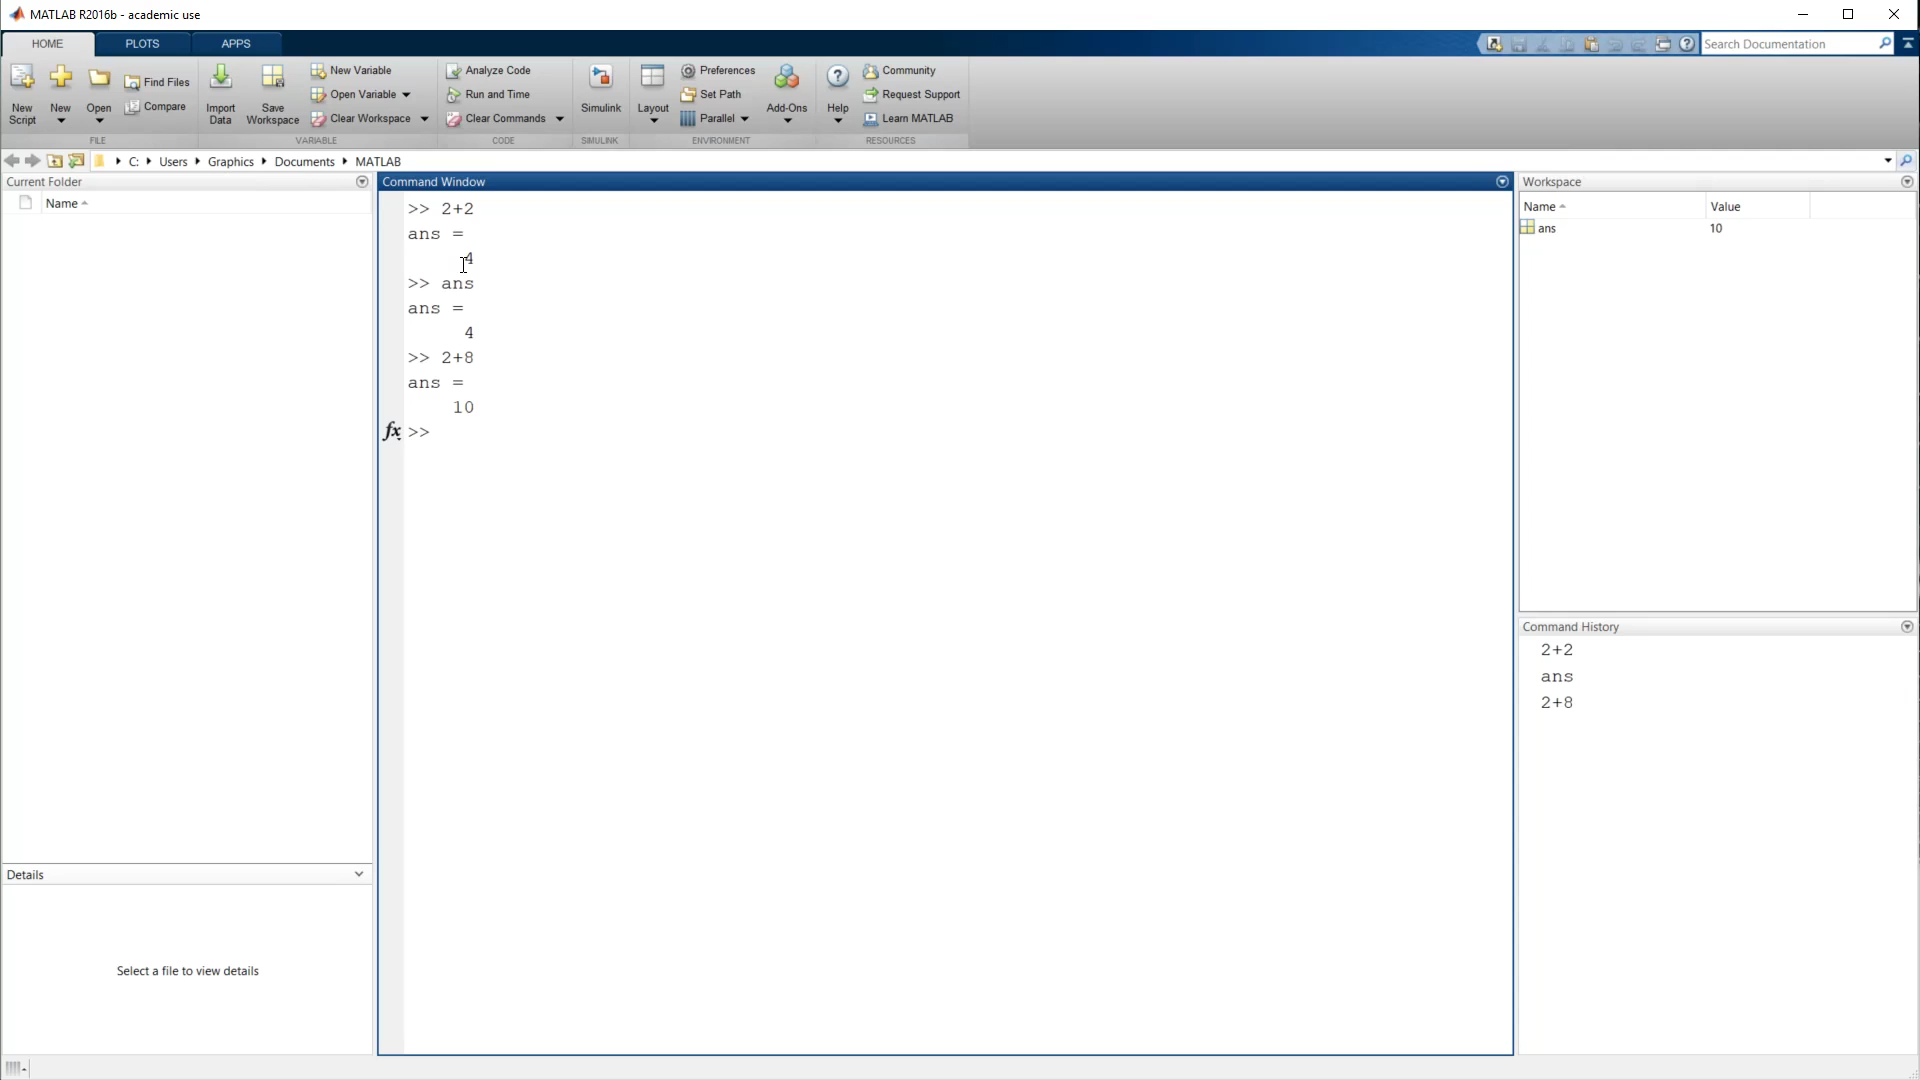 MATLAB R2016b - academic use
HOME PLOTS APPS
Search Documentation
New Script
New
Open
Find Files
Compare
FILE
Import Data
Save Workspace
New Variable
Open Variable
Clear Workspace
VARIABLE
Analyze Code
Run and Time
Clear Commands
CODE
Simulink
SIMULINK
Layout
Preferences
Set Path
Parallel
Add-Ons
ENVIRONMENT
Help
Community
Request Support
Learn MATLAB
RESOURCES
C: Users Graphics Documents MATLAB
Current Folder
Name
Details
Select a file to view details
Command Window
>> 2+2
ans =
4
>> ans
ans =
4
>> 2+8
ans =
10
fx >>
Workspace
Name Value
ans 10
Command History
2+2
ans
2+8